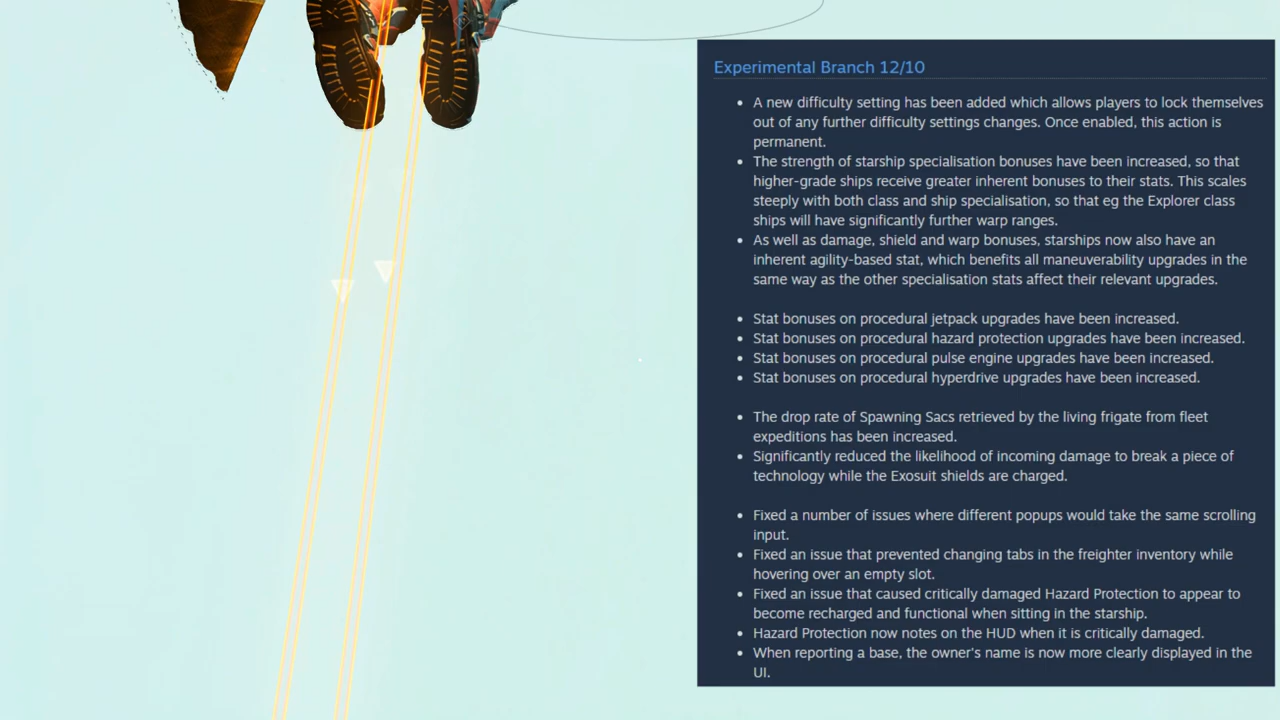 Experimental Branch 12/10
• A new difficulty setting has been added which allows players to lock themselves
out of any further difficulty settings changes. Once enabled, this action is
permanent.
• The strength of starship specialisation bonuses have been increased, so that
higher-grade ships receive greater inherent bonuses to their stats. This scales
steeply with both class and ship specialisation, so that eg the Explorer class
ships will have significantly further warp ranges.
• As well as damage, shield and warp bonuses, starships now also have an
inherent agility-based stat, which benefits all maneuverability upgrades in the
same way as the other specialisation stats affect their relevant upgrades.
• Stat bonuses on procedural jetpack upgrades have been increased.
• Stat bonuses on procedural hazard protection upgrades have been increased.
• Stat bonuses on procedural pulse engine upgrades have been increased.
• Stat bonuses on procedural hyperdrive upgrades have been increased.
• The drop rate of Spawning Sacs retrieved by the living frigate from fleet
expeditions has been increased.
• Significantly reduced the likelihood of incoming damage to break a piece of
technology while the Exosuit shields are charged.
• Fixed a number of issues where different popups would take the same scrolling
input.
• Fixed an issue that prevented changing tabs in the freighter inventory while
hovering over an empty slot.
• Fixed an issue that caused critically damaged Hazard Protection to appear to
become recharged and functional when sitting in the starship.
• Hazard Protection now notes on the HUD when it is critically damaged.
• When reporting a base, the owner's name is now more clearly displayed in the
UI.